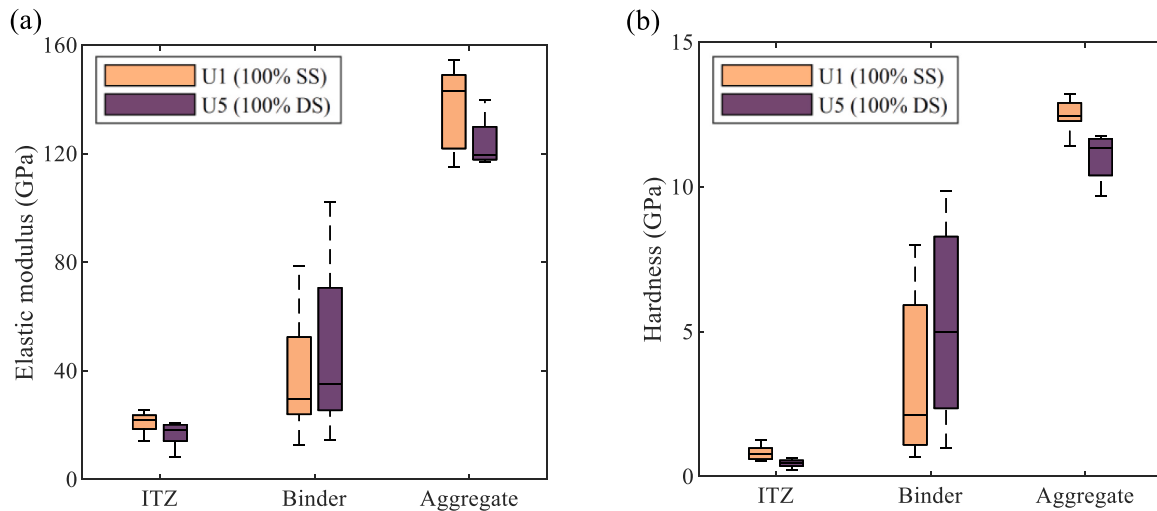 (a)
160
120
80
40
0
Elastic modulus (GPa)
U1 (100% SS)
U5 (100% DS)
ITZ Binder Aggregate
(b)
15
10
5
0
Hardness (GPa)
U1 (100% SS)
U5 (100% DS)
ITZ Binder Aggregate